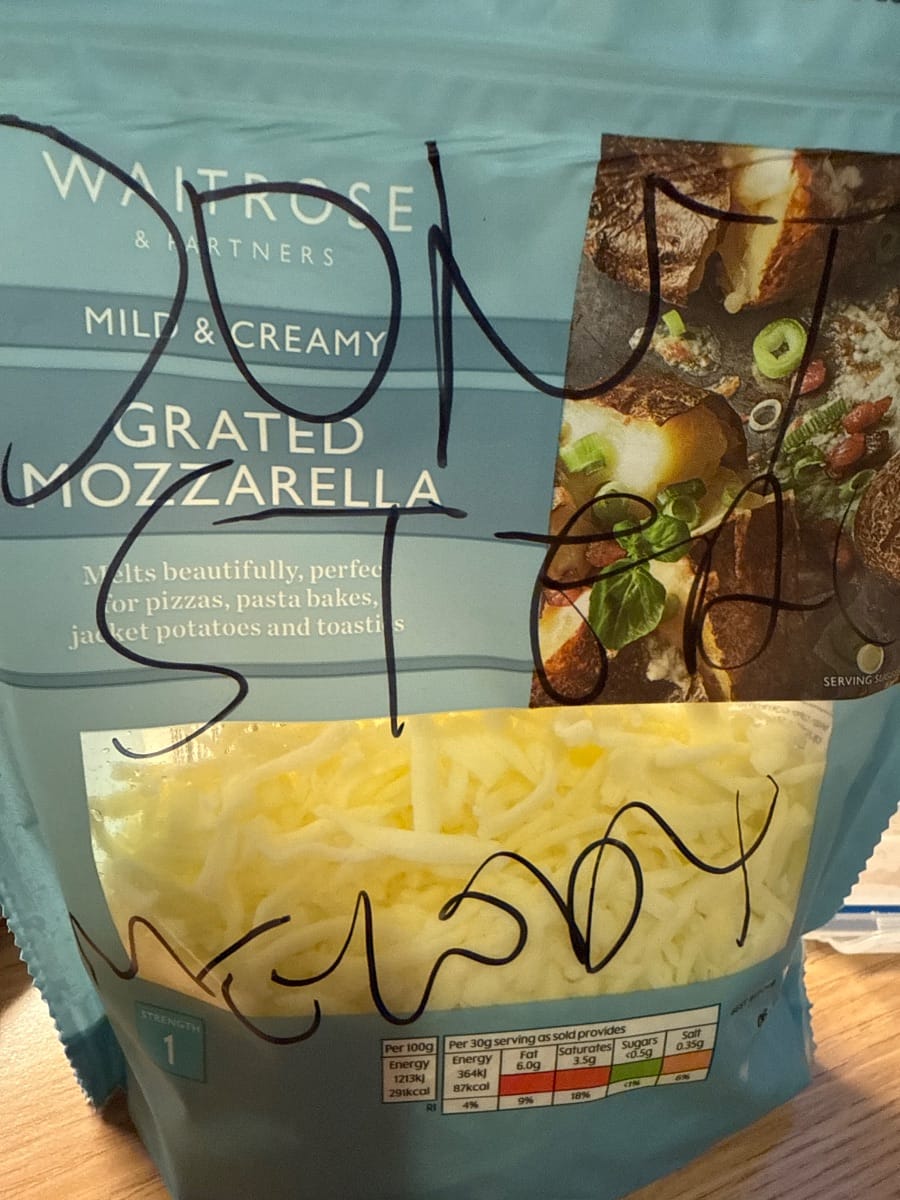 WAITROSE
& PARTNERS
MILD & CREAMY
GRATED
MOZZARELLA
Melts beautifully, perfec
for pizzas, pasta bakes,
jacket potatoes and toasties
DON'T
STEAL
MELODY
SERVING
STRENGTH
1
Per 100g
Energy
1213kJ
291kcal
Per 30g serving as sold provides
Energy
364kJ
87kcal
4%
Fat
6.0g
9%
Saturates
3.5g
18%
Sugars
<0.5g
<1%
Salt
0.35g
6%
RI